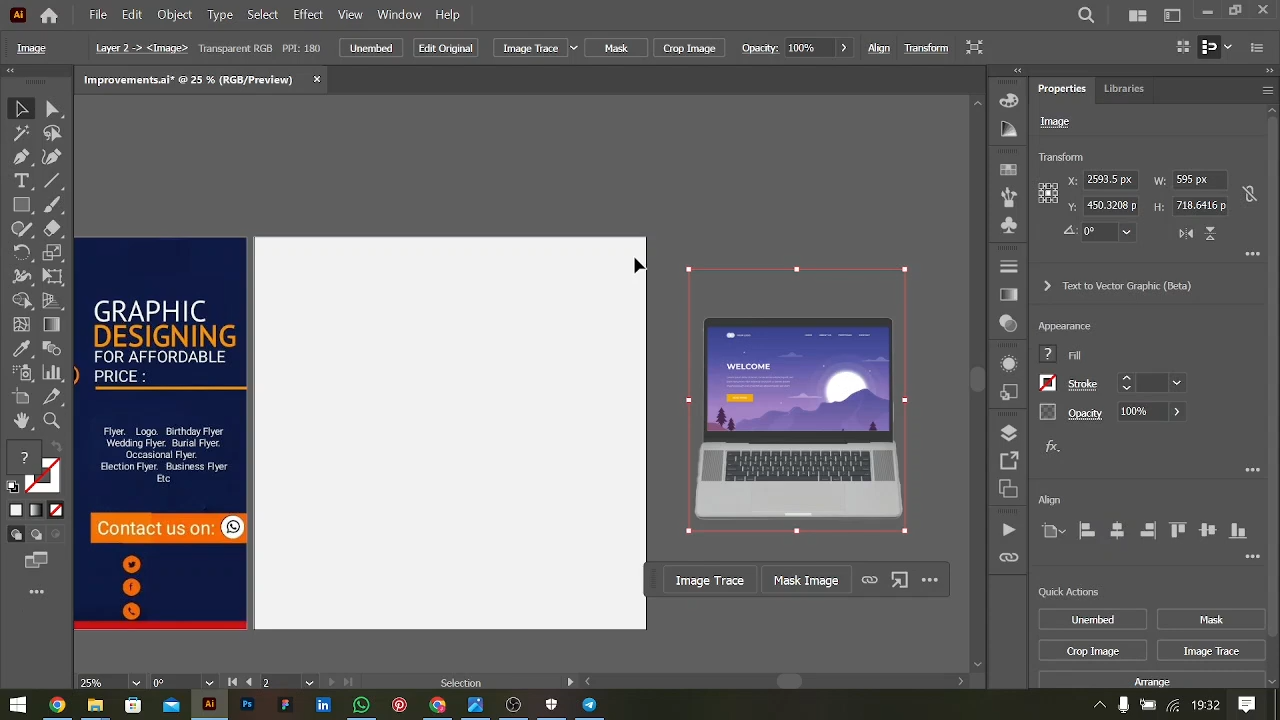 Ai File Edit Object Type Select Effect View Window Help
Image Layer 2 -> <Image> Transparent RGB PPI: 180 Unembed Edit Original Image Trace Mask Crop Image Opacity: 100% Align Transform
Improvements.ai* @ 25 % (RGB/Preview) ×
Properties Libraries
Image
Transform
X: 2593.5 px W: 595 px
Y: 450.3208 p H: 718.6416 p
0°
Text to Vector Graphic (Beta)
Appearance
? Fill
Stroke
Opacity 100%
fx.
Align
Quick Actions
Unembed Mask
Crop Image Image Trace
Arrange
T
?
GRAPHIC
DESIGNING
FOR AFFORDABLE
PRICE :
Flyer. Logo. Birthday Flyer
Wedding Flyer. Burial Flyer.
Occasional Flyer.
Election Flyer. Business Flyer
Etc
Contact us on:
f
WELCOME
Image Trace Mask Image
25% 0° 2 Selection
Ai Ps in
19:32